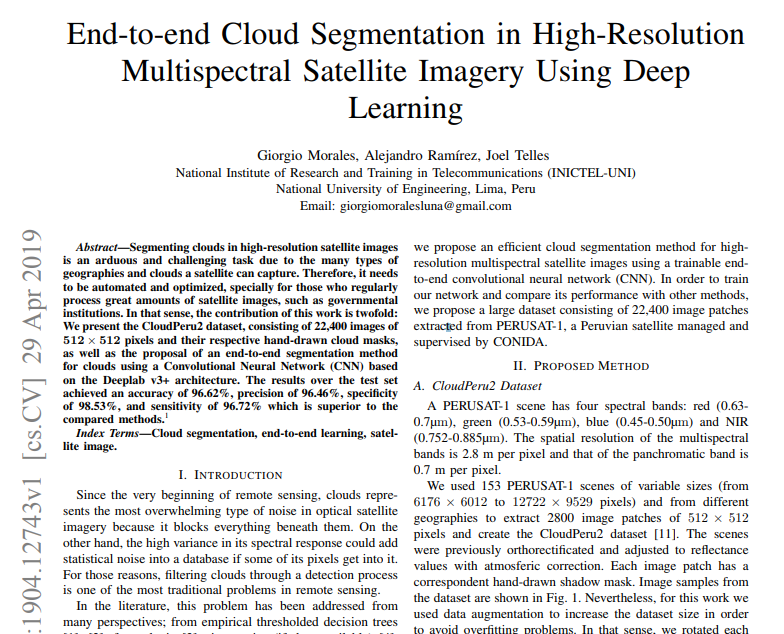 End-to-end Cloud Segmentation in High-Resolution
Multispectral Satellite Imagery Using Deep
Learning
Giorgio Morales, Alejandro Ramírez, Joel Telles
National Institute of Research and Training in Telecommunications (INICTEL-UNI)
National University of Engineering, Lima, Peru
Email: giorgiomoralesluna@gmail.com
:1904.12743v1 [cs.CV] 29 Apr 2019
Abstract—Segmenting clouds in high-resolution satellite images
is an arduous and challenging task due to the many types of
geographies and clouds a satellite can capture. Therefore, it needs
to be automated and optimized, specially for those who regularly
process great amounts of satellite images, such as governmental
institutions. In that sense, the contribution of this work is twofold:
We present the CloudPeru2 dataset, consisting of 22,400 images of
512 × 512 pixels and their respective hand-drawn cloud masks,
as well as the proposal of an end-to-end segmentation method
for clouds using a Convolutional Neural Network (CNN) based
on the Deeplab v3+ architecture. The results over the test set
achieved an accuracy of 96.62%, precision of 96.46%, specificity
of 98.53%, and sensitivity of 96.72% which is superior to the
compared methods.1
Index Terms—Cloud segmentation, end-to-end learning, satel-
lite image.
I. INTRODUCTION
Since the very beginning of remote sensing, clouds repre-
sents the most overwhelming type of noise in optical satellite
imagery because it blocks everything beneath them. On the
other hand, the high variance in its spectral response could add
statistical noise into a database if some of its pixels get into it.
For those reasons, filtering clouds through a detection process
is one of the most traditional problems in remote sensing.
In the literature, this problem has been addressed from
many perspectives; from empirical thresholded decision trees
we propose an efficient cloud segmentation method for high-
resolution multispectral satellite images using a trainable end-
to-end convolutional neural network (CNN). In order to train
our network and compare its performance with other methods,
we propose a large dataset consisting of 22,400 image patches
extracted from PERUSAT-1, a Peruvian satellite managed and
supervised by CONIDA.
II. PROPOSED METHOD
A. CloudPeru2 Dataset
A PERUSAT-1 scene has four spectral bands: red (0.63-
0.7µm), green (0.53-0.59µm), blue (0.45-0.50µm) and NIR
(0.752-0.885µm). The spatial resolution of the multispectral
bands is 2.8 m per pixel and that of the panchromatic band is
0.7 m per pixel.
We used 153 PERUSAT-1 scenes of variable sizes (from
6176 × 6012 to 12722 × 9529 pixels) and from different
geographies to extract 2800 image patches of 512 × 512
pixels and create the CloudPeru2 dataset [11]. The scenes
were previously orthorectificated and adjusted to reflectance
values with atmosferic correction. Each image patch has a
correspondent hand-drawn shadow mask. Image samples from
the dataset are shown in Fig. 1. Nevertheless, for this work we
used data augmentation to increase the dataset size in order
to avoid overfitting problems. In that sense, we rotated each